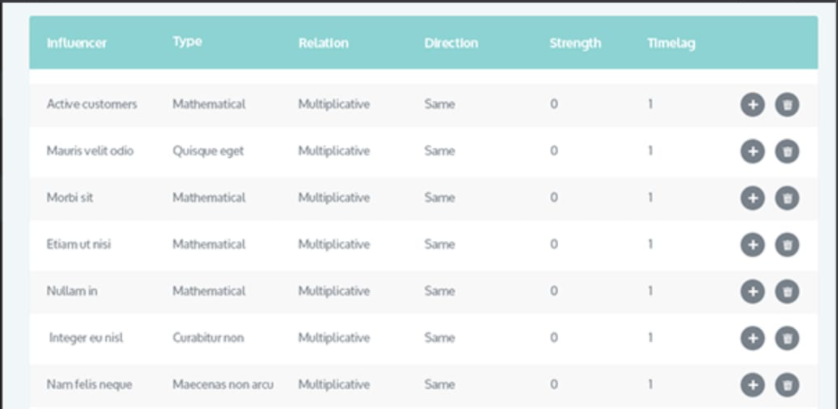 Influencer Type Relation Direction Strength Timelag
Active customers Mathematical Multiplicative Same 0 1
Mauris velit odio Quisque eget Multiplicative Same 0 1
Morbi sit Mathematical Multiplicative Same 0 1
Etiam ut nisi Mathematical Multiplicative Same 0 1
Nullam in Mathematical Multiplicative Same 0 1
Integer eu nisl Curabitur non Multiplicative Same 0 1
Nam felis neque Maecenas non arcu Multiplicative Same 0 1